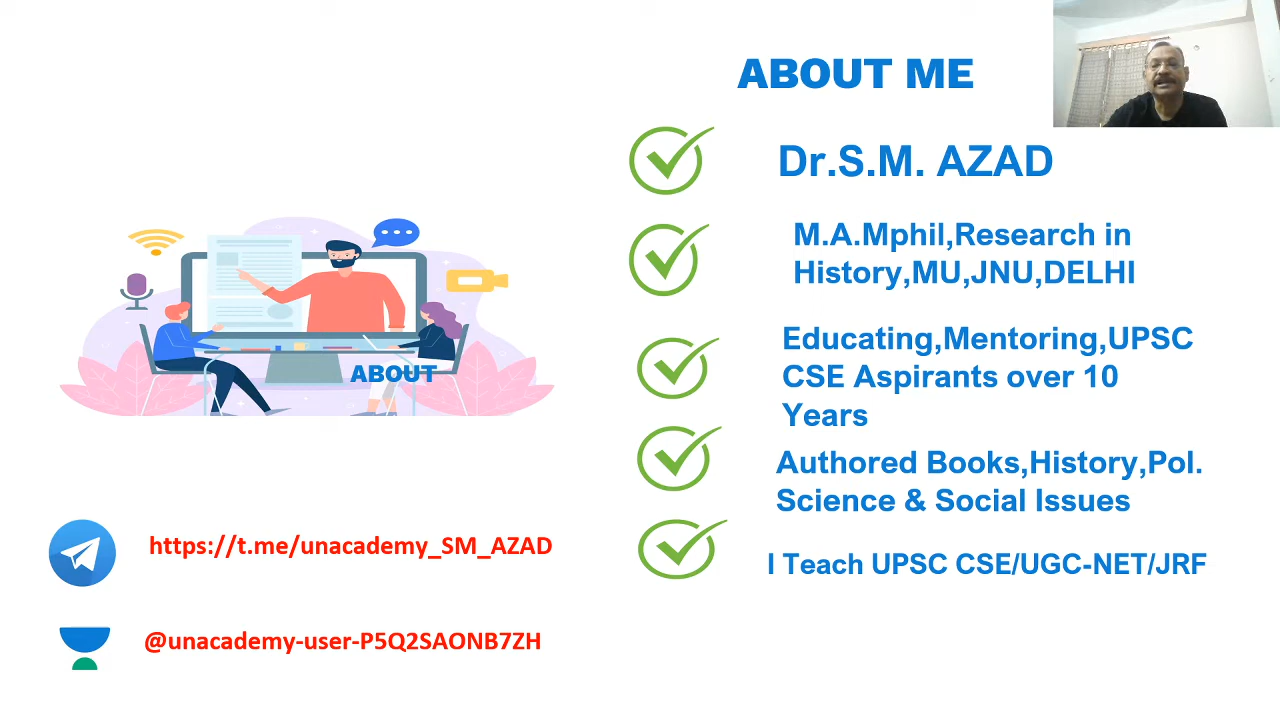 ABOUT ME
Dr.S.M. AZAD
M.A.Mphil,Research in
History,MU,JNU,DELHI
Educating,Mentoring,UPSC
CSE Aspirants over 10
Years
Authored Books,History,Pol.
Science & Social Issues
I Teach UPSC CSE/UGC-NET/JRF
ABOUT
https://t.me/unacademy_SM_AZAD
@unacademy-user-P5Q2SAONB7ZH